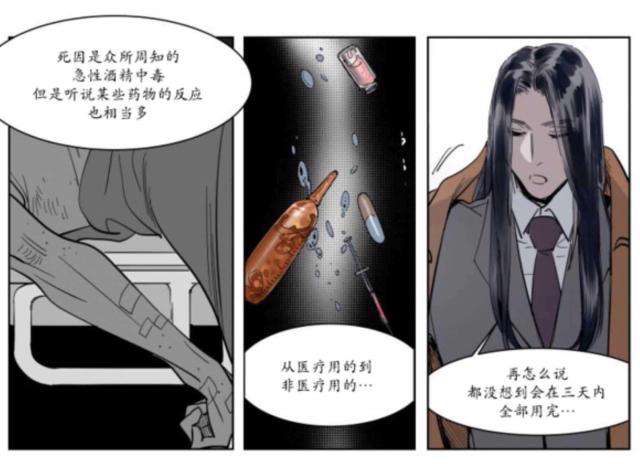 死因是众所周知的
急性酒精中毒
但是听说某些药物的反应
也相当多
从医疗用的到
非医疗用的…
再怎么说
都没想到会在三天内
全部用完…